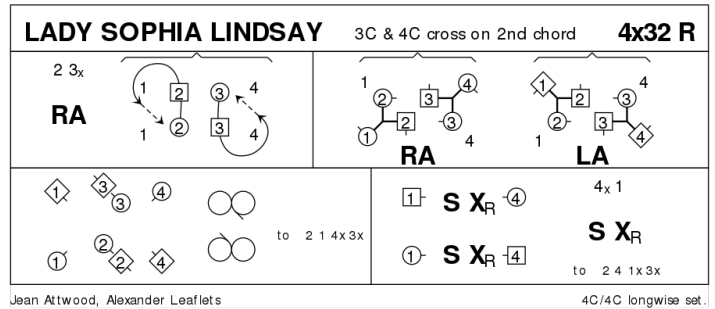 LADY SOPHIA LINDSAY 3C & 4C cross on 2nd chord 4x32 R
2 3x
RA
1 2 3 4
1 2 3 4
1 2 3 4
1 2 3 4
RA
1 2 3 4
1 2 3 4
LA
1 3 3 4
1 2 2 4
to 2 1 4x 3x
1 S XR 4
1 S XR 4
4x 1
S XR
to 2 4 1x 3x
Jean Attwood, Alexander Leaflets
4C/4C longwise set.